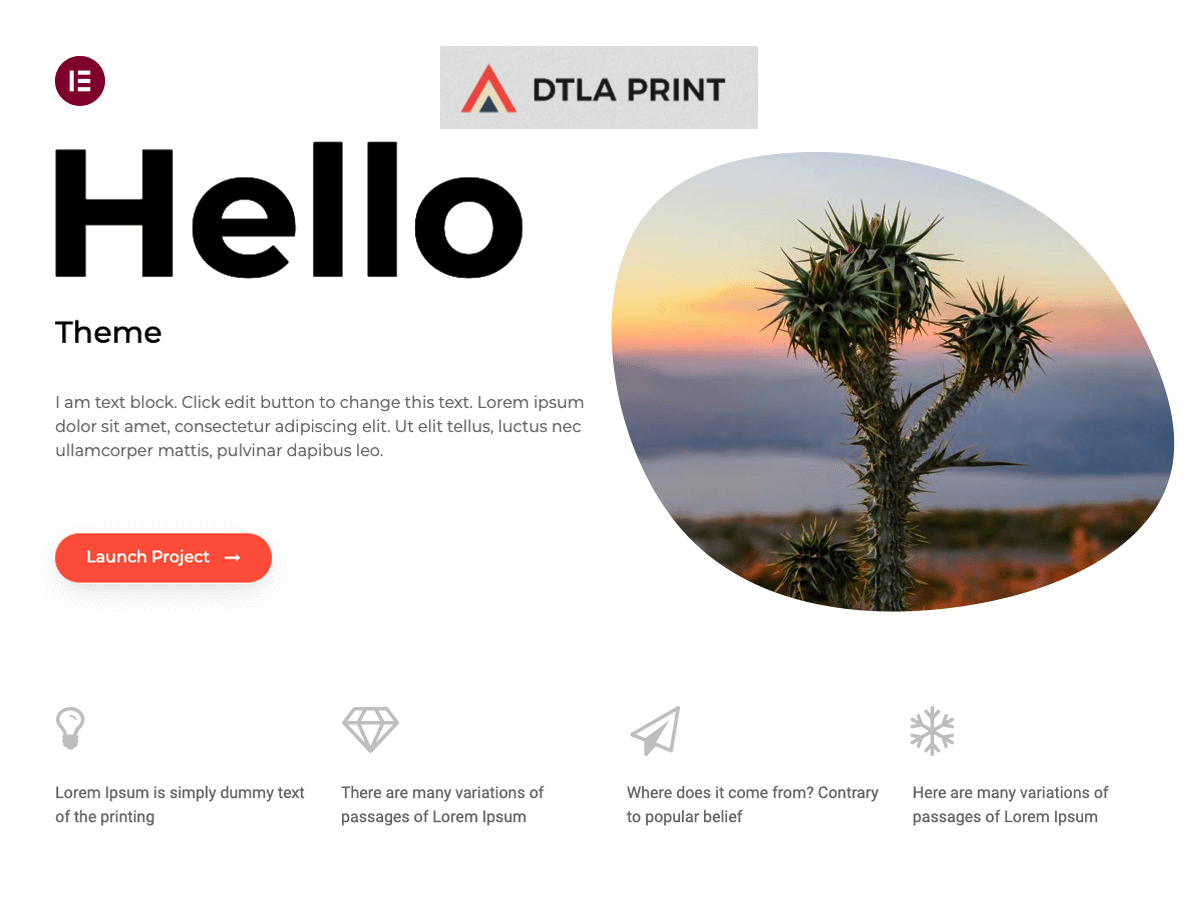 DTLA PRINT
Hello
Theme
I am text block. Click edit button to change this text. Lorem ipsum
dolor sit amet, consectetur adipiscing elit. Ut elit tellus, luctus nec
ullamcorper mattis, pulvinar dapibus leo.
Launch Project →
Lorem Ipsum is simply dummy text
of the printing
There are many variations of
passages of Lorem Ipsum
Where does it come from? Contrary
to popular belief
Here are many variations of
passages of Lorem Ipsum